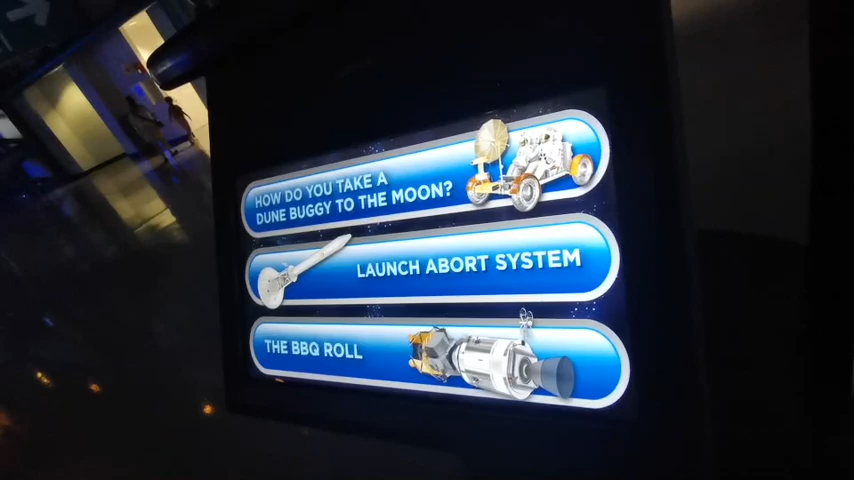 HOW DO YOU TAKE A
DUNE BUGGY TO THE MOON?
LAUNCH ABORT SYSTEM
THE BBQ ROLL